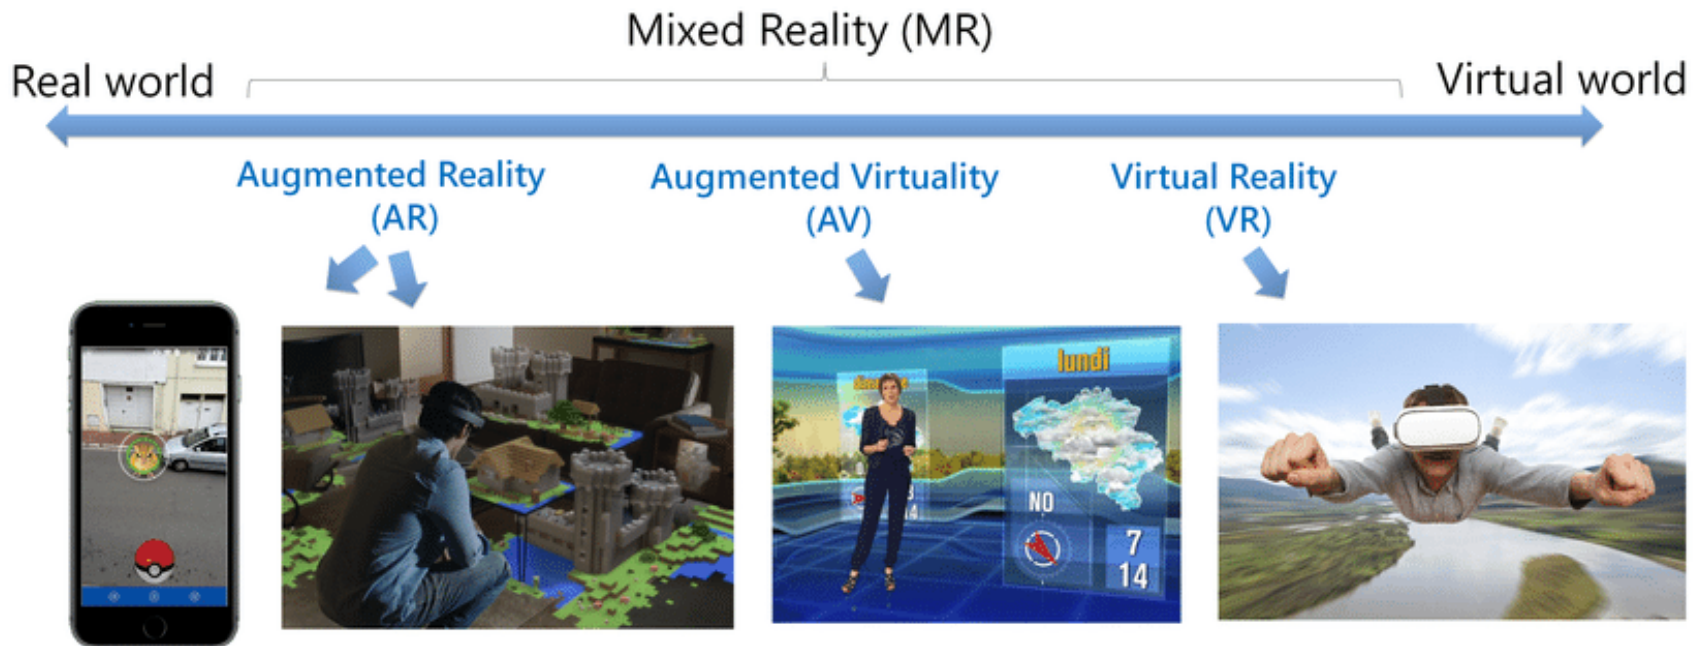 Mixed Reality (MR)
Real world
Virtual world
Augmented Reality
(AR)
Augmented Virtuality
(AV)
Virtual Reality
(VR)
lundi
NO
7
14